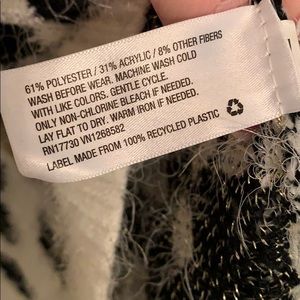 61% POLYESTER / 31% ACRYLIC / 8% OTHER FIBERS
WASH BEFORE WEAR. MACHINE WASH COLD
WITH LIKE COLORS. GENTLE CYCLE.
ONLY NON-CHLORINE BLEACH IF NEEDED.
LAY FLAT TO DRY. WARM IRON IF NEEDED.
RN17730 VN1268582
LABEL MADE FROM 100% RECYCLED PLASTIC